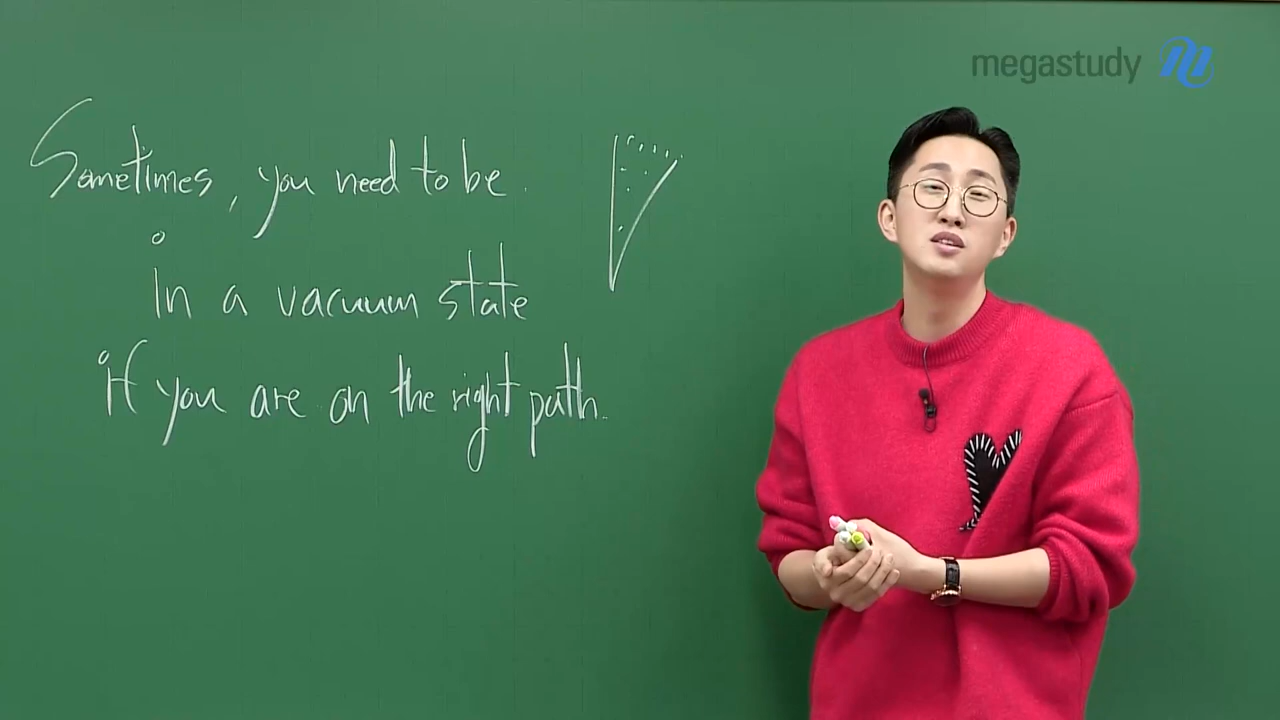 megastudy
Sometimes, you need to be.
in a vacuum state
if you are on the right path.